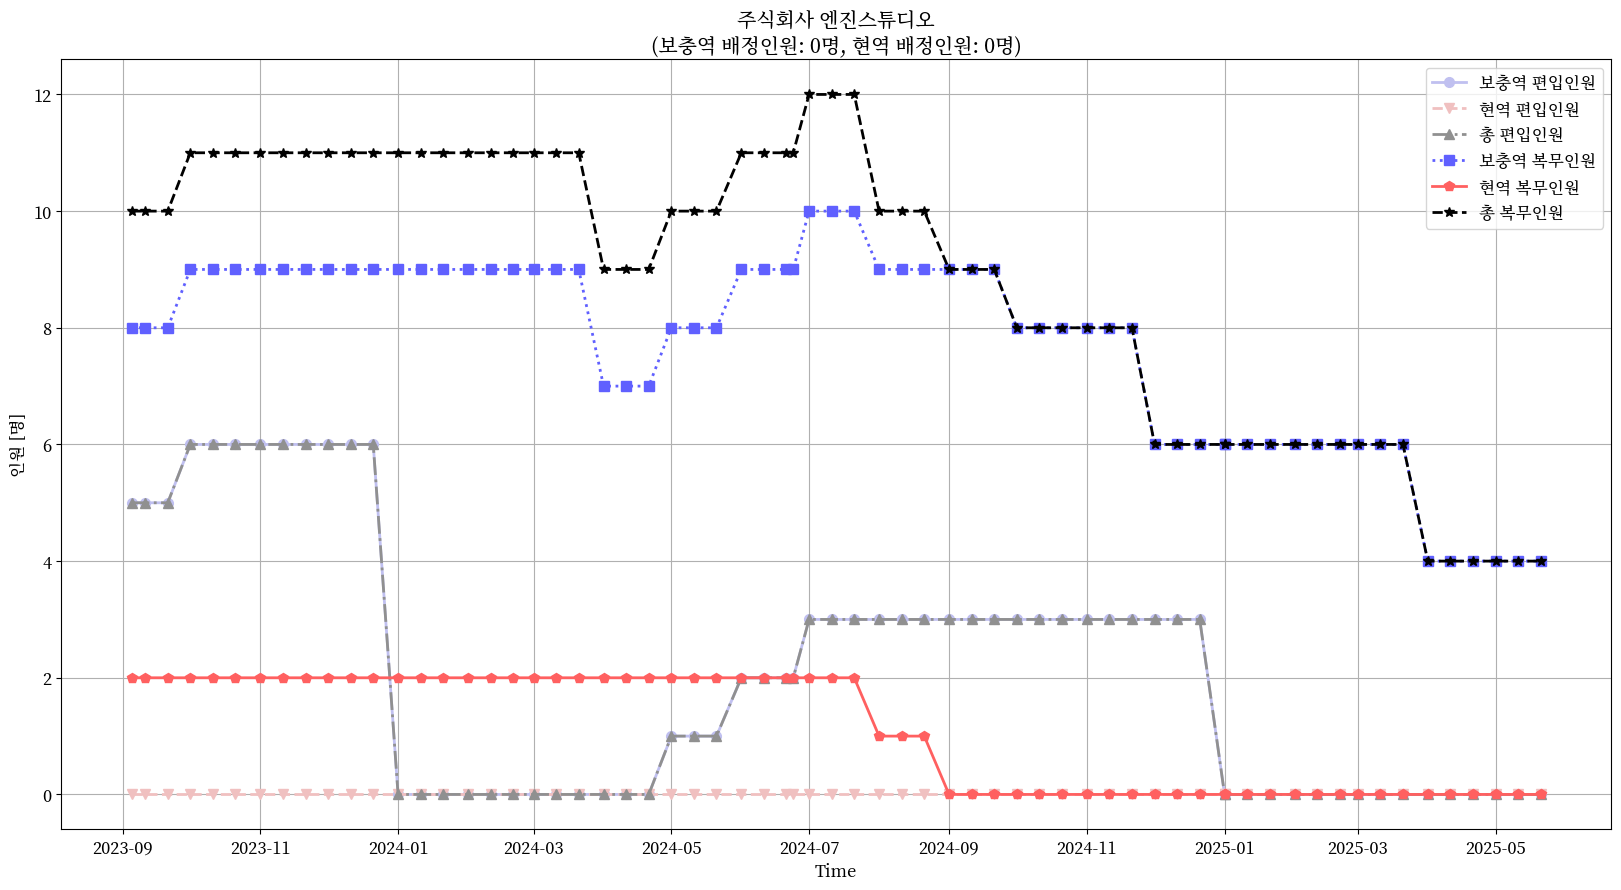 주식회사 엔진스튜디오
(보충역 배정인원: 0명, 현역 배정인원: 0명)
보충역 편입인원
현역 편입인원
총 편입인원
보충역 복무인원
현역 복무인원
총 복무인원
인원 [명]
12
10
8
6
4
2
0
2023-09
2023-11
2024-01
2024-03
2024-05
2024-07
2024-09
2024-11
2025-01
2025-03
2025-05
Time